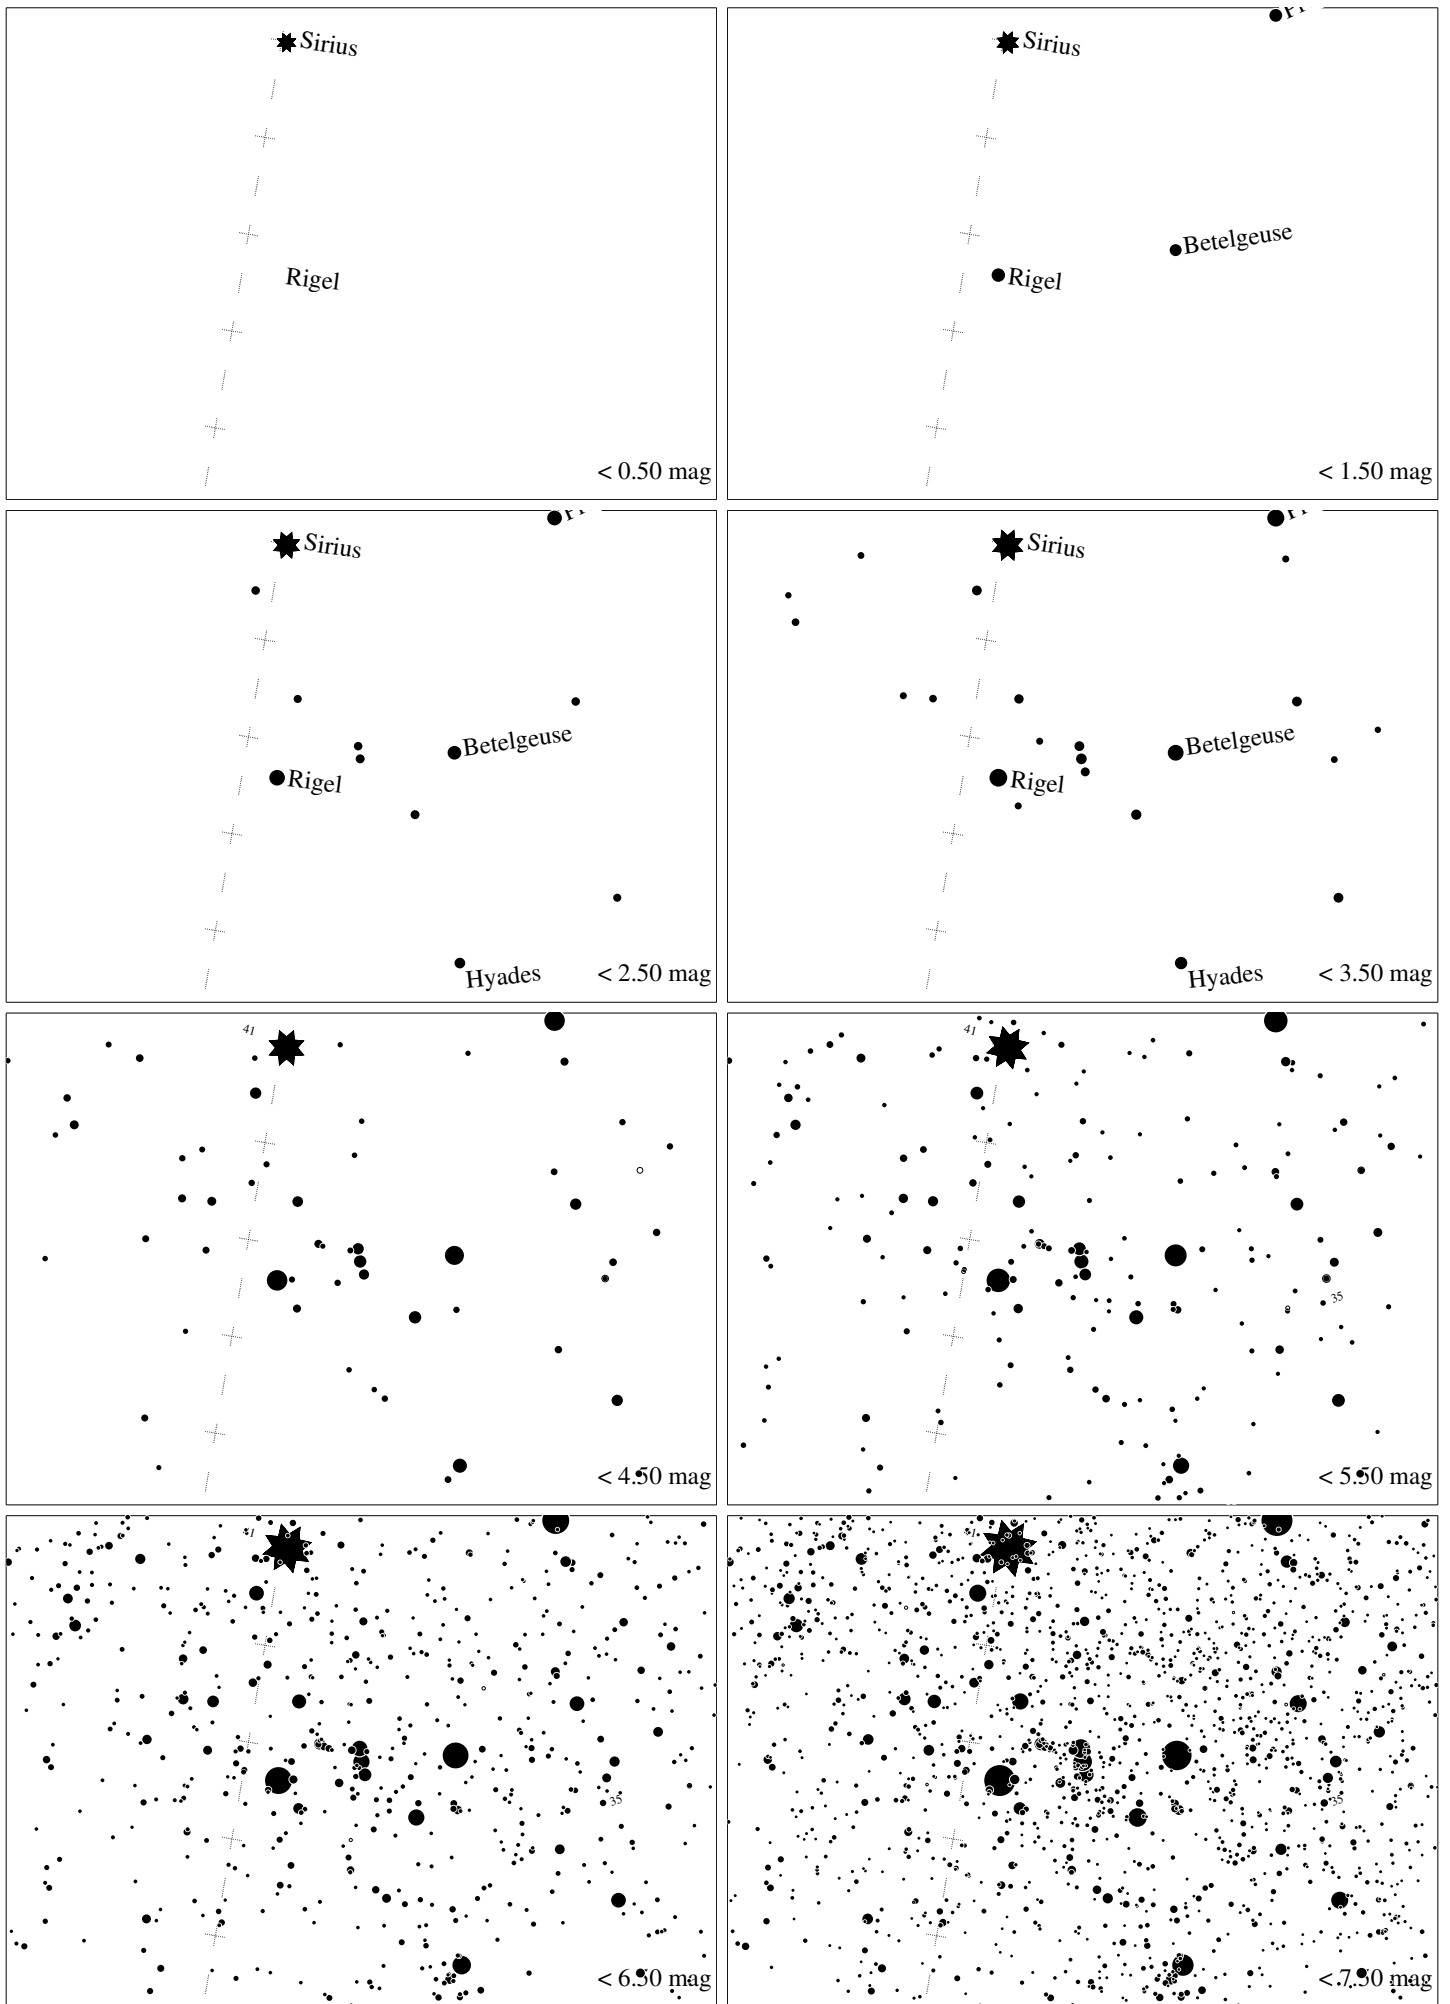 Sirius
Rigel
< 0.50 mag
Sirius
Betelgeuse
Rigel
< 1.50 mag
Sirius
Betelgeuse
Rigel
Hyades
< 2.50 mag
Sirius
Betelgeuse
Rigel
Hyades
< 3.50 mag
41
< 4.50 mag
41
35
< 5.50 mag
41
35
< 6.50 mag
41
35
< 7.50 mag